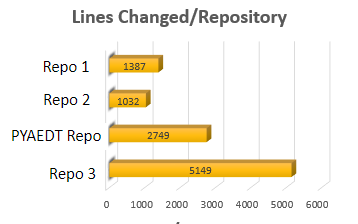 Lines Changed/Repository
Repo 1
1387
Repo 2
1032
PYAEDT Repo
2749
Repo 3
5149
0 1000 2000 3000 4000 5000 6000